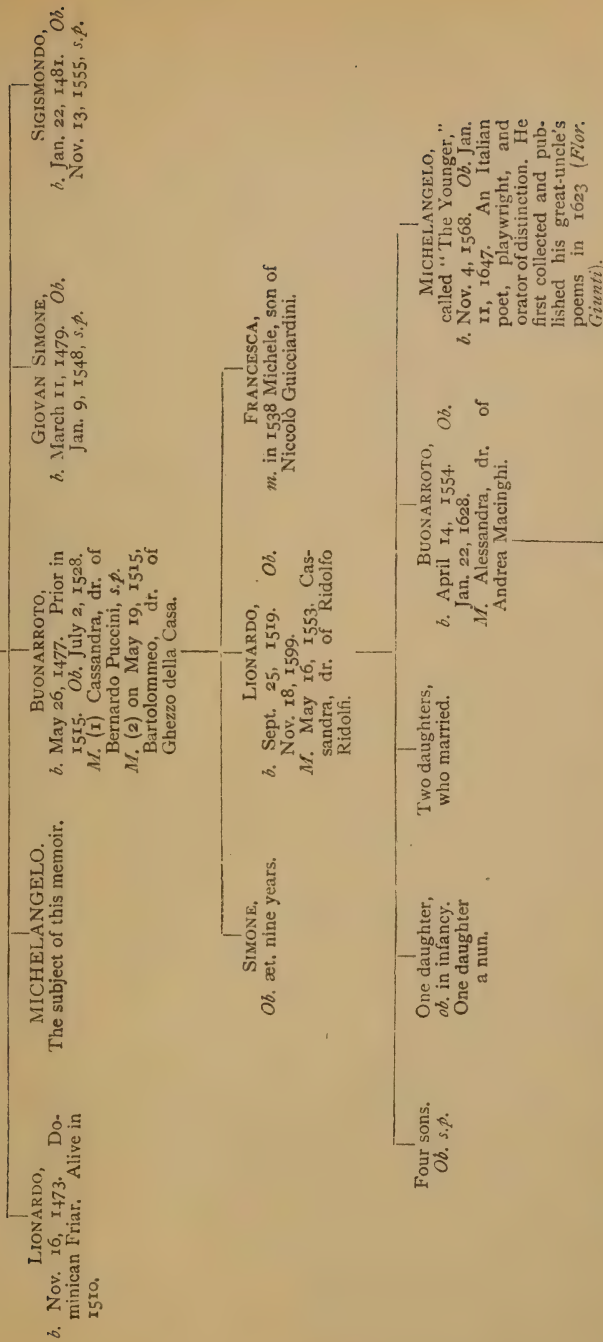 LIONARDO,
b. Nov. 16, 1473. Do-
minican Friar. Alive in
1510.
MICHELANGELO.
The subject of this memoir.
BUONARROTO,
b. May 26, 1477. Prior in
1515. Ob. July 2, 1528.
M. (1) Cassandra, dr. of
Bernardo Puccini, s.p.
M. (2) on May 19, 1515,
Bartolommeo, dr. of
Ghezzo della Casa.
GIOVAN SIMONE,
b. March 11, 1479. Ob.
Jan. 9, 1548, s.p.
SIGISMONDO,
b. Jan. 22, 1481. Ob.
Nov. 13, 1555, s.p.
SIMONE,
Ob. æt. nine years.
LIONARDO,
b. Sept. 25, 1519. Ob.
Nov. 18, 1599.
M. May 16, 1553, Cas-
sandra, dr. of Ridolfo
Ridolfi.
FRANCESCA,
m. in 1538 Michele, son of
Niccolò Guicciardini.
Four sons.
Ob. s.p.
One daughter,
ob. in infancy.
One daughter
a nun.
Two daughters,
who married.
BUONARROTO,
b. April 14, 1554. Ob.
Jan. 22, 1628.
M. Alessandra, dr. of
Andrea Macinghi.
MICHELANGELO,
called "The Younger,"
b. Nov. 4, 1568. Ob. Jan.
11, 1647. An Italian
poet, playwright, and
orator of distinction. He
first collected and pub-
lished his great-uncle's
poems in 1623 (Flor.
Giunti).